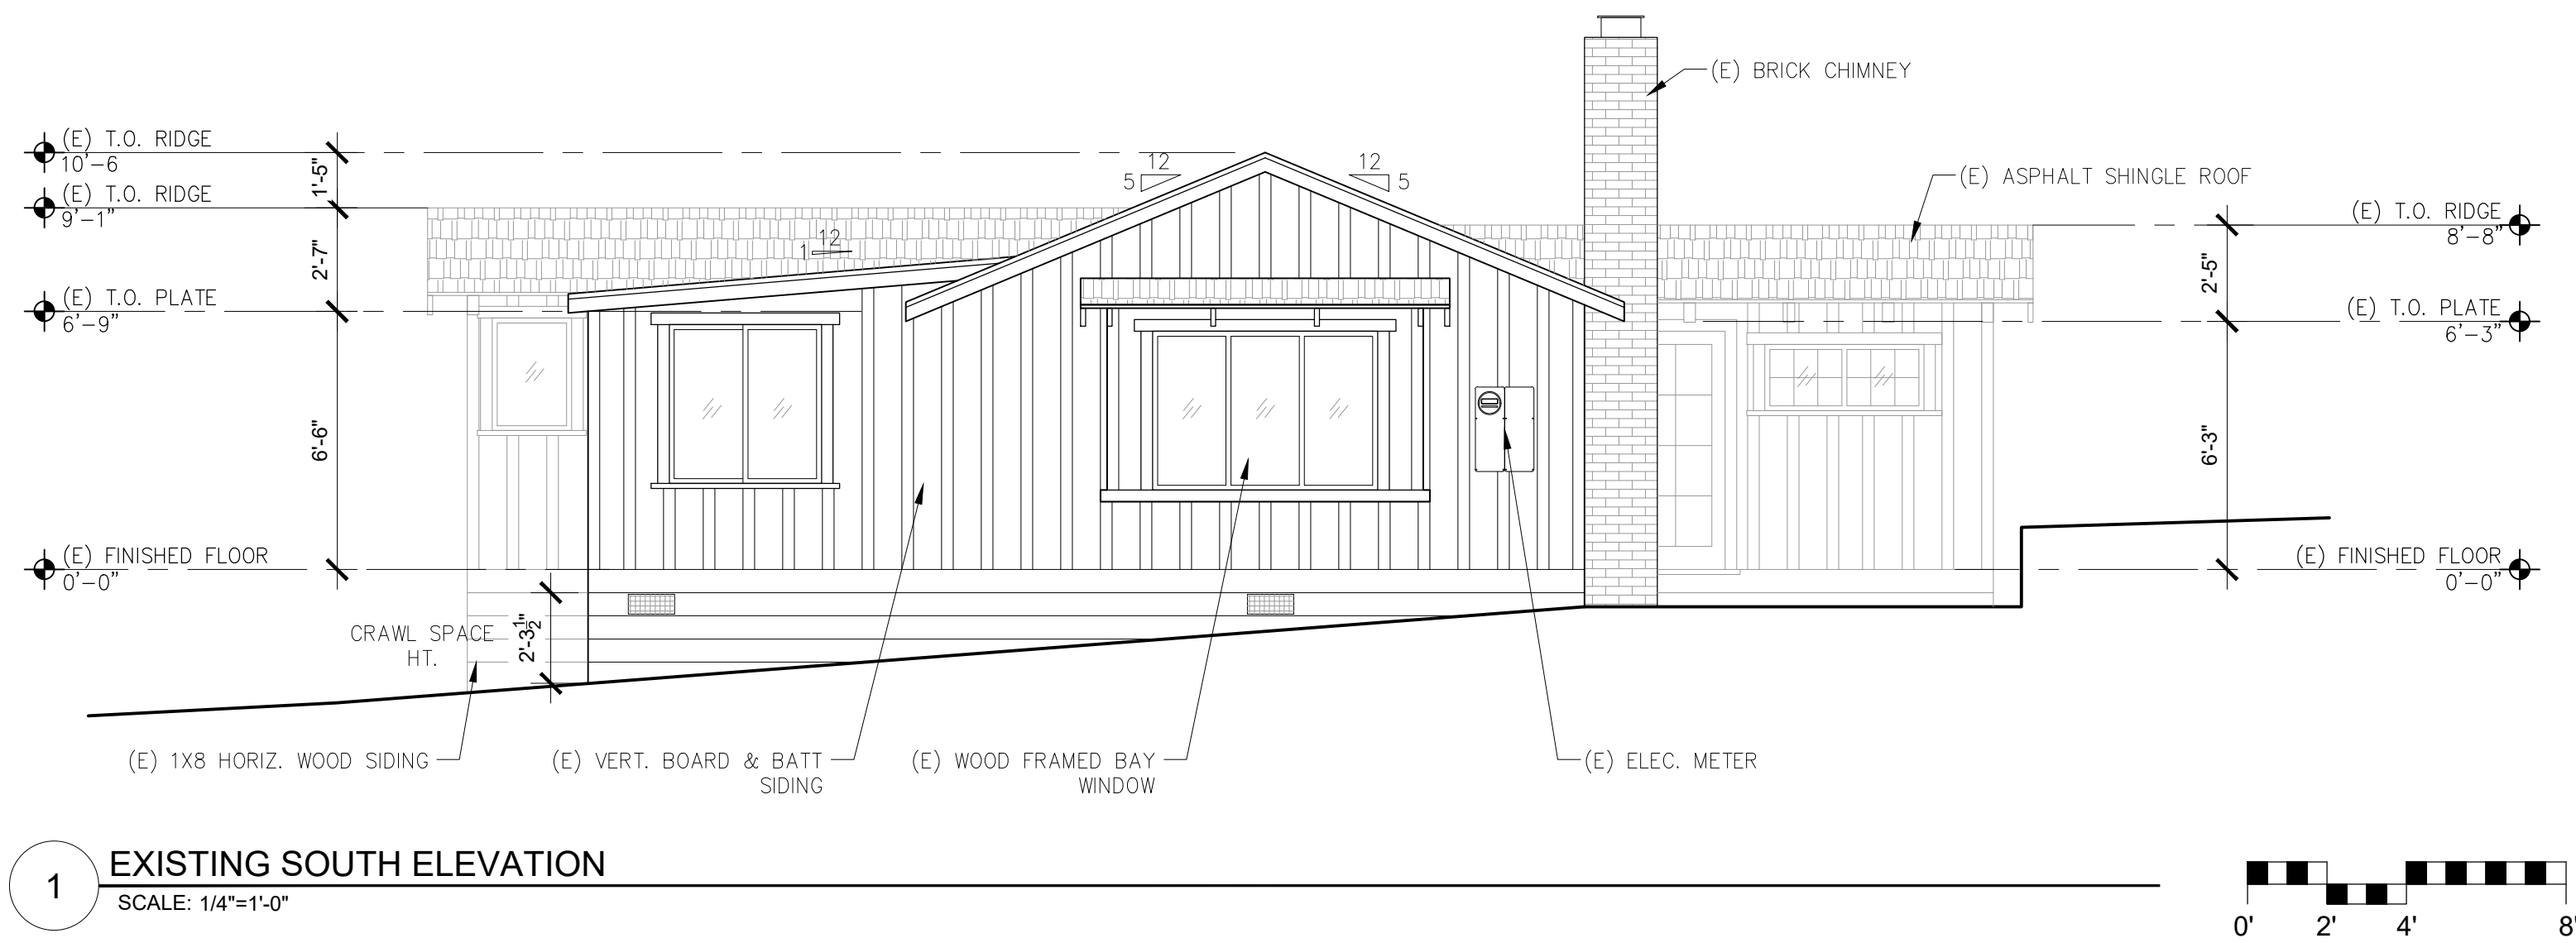 (E) BRICK CHIMNEY
(E) T.O. RIDGE
10'-6
1'-5"
12
5
12
5
(E) ASPHALT SHINGLE ROOF
(E) T.O. RIDGE
9'-1"
(E) T.O. RIDGE
8'-8"
12
1
2'-7"
2'-5"
(E) T.O. PLATE
6'-9"
(E) T.O. PLATE
6'-3"
6'-6"
6'-3"
(E) FINISHED FLOOR
0'-0"
(E) FINISHED FLOOR
0'-0"
CRAWL SPACE
HT.
2'-3½"
(E) 1X8 HORIZ. WOOD SIDING
(E) VERT. BOARD & BATT
SIDING
(E) WOOD FRAMED BAY
WINDOW
(E) ELEC. METER
1
EXISTING SOUTH ELEVATION
SCALE: 1/4"=1'-0"
0' 2' 4' 8'